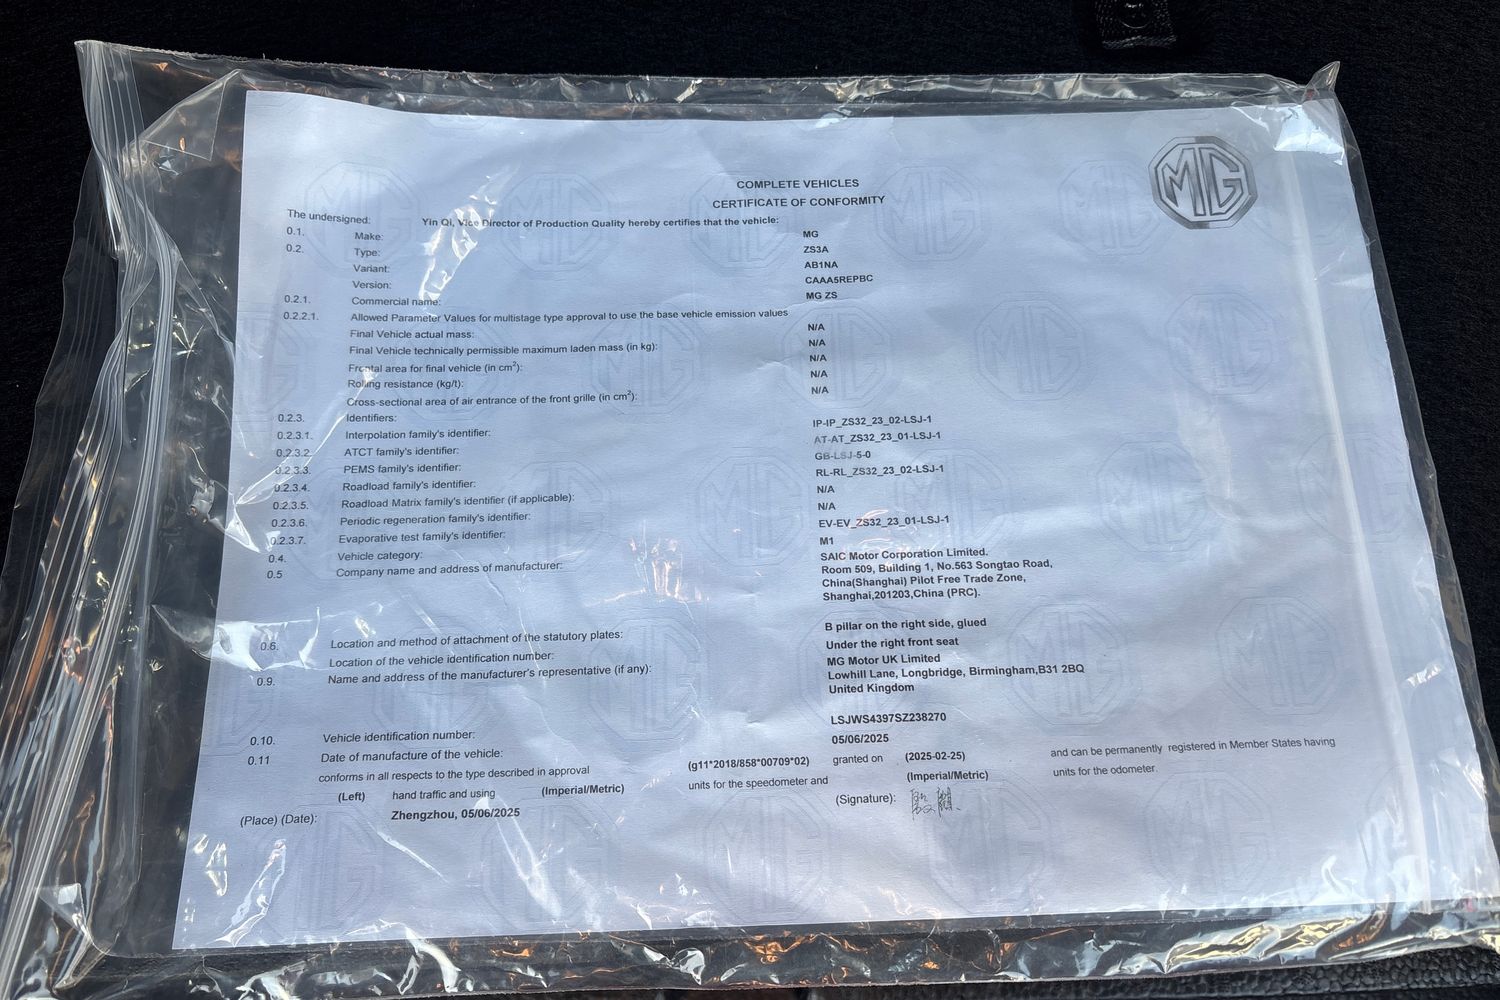 MG
COMPLETE VEHICLES
CERTIFICATE OF CONFORMITY
The undersigned: Yin Qi, Vice Director of Production Quality hereby certifies that the vehicle:
0.1. Make: MG
0.2. Type: ZS3A
Variant: AB1NA
Version: CAAA5REPBC
0.2.1. Commercial name: MG ZS
0.2.2.1. Allowed Parameter Values for multistage type approval to use the base vehicle emission values
Final Vehicle actual mass: N/A
Final Vehicle technically permissible maximum laden mass (in kg): N/A
Frontal area for final vehicle (in cm²): N/A
Rolling resistance (kg/t): N/A
Cross-sectional area of air entrance of the front grille (in cm²): N/A
0.2.3. Identifiers:
0.2.3.1. Interpolation family's identifier: IP-IP_ZS32_23_02-LSJ-1
0.2.3.2. ATCT family's identifier: AT-AT_ZS32_23_01-LSJ-1
0.2.3.3. PEMS family's identifier: GB-LSJ-5-0
0.2.3.4. Roadload family's identifier: RL-RL_ZS32_23_02-LSJ-1
0.2.3.5. Roadload Matrix family's identifier (if applicable): N/A
0.2.3.6. Periodic regeneration family's identifier: N/A
0.2.3.7. Evaporative test family's identifier: EV-EV_ZS32_23_01-LSJ-1
0.4. Vehicle category: M1
0.5 Company name and address of manufacturer: SAIC Motor Corporation Limited.
Room 509, Building 1, No.563 Songtao Road,
China(Shanghai) Pilot Free Trade Zone,
Shanghai,201203,China (PRC).
0.6. Location and method of attachment of the statutory plates: B pillar on the right side, glued
Location of the vehicle identification number: Under the right front seat
0.9. Name and address of the manufacturer's representative (if any): MG Motor UK Limited
Lowhill Lane, Longbridge, Birmingham,B31 2BQ
United Kingdom
0.10. Vehicle identification number: LSJWS4397SZ238270
0.11 Date of manufacture of the vehicle: 05/06/2025
conforms in all respects to the type described in approval (g11*2018/858*00709*02) granted on (2025-02-25) and can be permanently registered in Member States having
(Left) hand traffic and using (Imperial/Metric) units for the speedometer and (Imperial/Metric) units for the odometer.
(Place) (Date): Zhengzhou, 05/06/2025 (Signature):